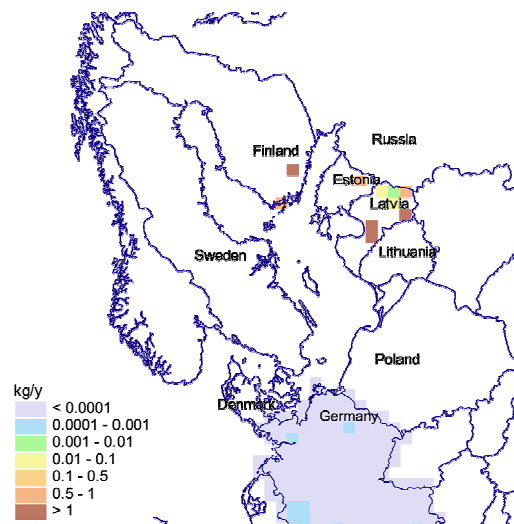 Russia
Finland
Estonia
Latvia
Lithuania
Sweden
Poland
Denmark
Germany
kg/y
< 0.0001
0.0001 - 0.001
0.001 - 0.01
0.01 - 0.1
0.1 - 0.5
0.5 - 1
> 1